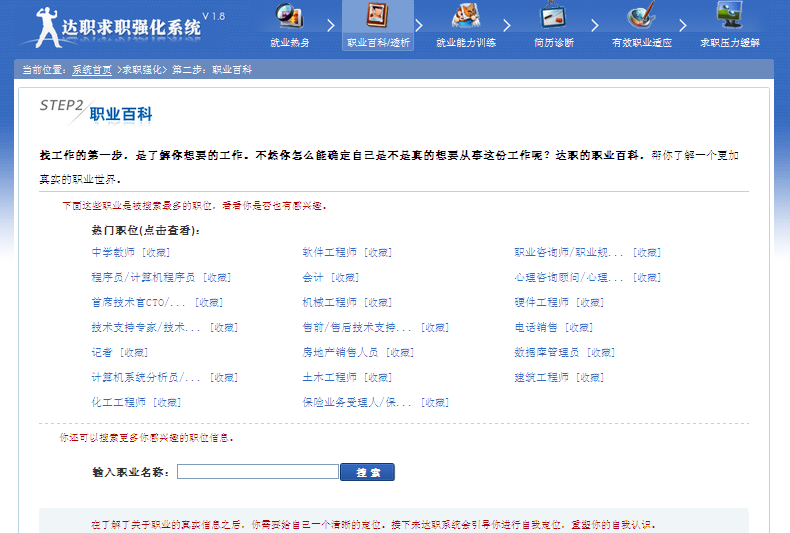 达职求职强化系统 V 1.8
就业热身 职业百科/透析 就业能力训练 简历诊断 有效职业适应 求职压力缓解
当前位置：系统首页 >求职强化> 第二步：职业百科
STEP2 职业百科
找工作的第一步，是了解你想要的工作。不然你怎么能确定自己是不是真的想要从事这份工作呢？达职的职业百科，帮你了解一个更加
真实的职业世界。
下面这些职业是被搜索最多的职位，看看你是否也有感兴趣。
热门职位(点击查看)：
中学教师 [收藏] 软件工程师 [收藏] 职业咨询师/职业规... [收藏]
程序员/计算机程序员 [收藏] 会计 [收藏] 心理咨询顾问/心理... [收藏]
首席技术官CTO/... [收藏] 机械工程师 [收藏] 硬件工程师 [收藏]
技术支持专家/技术... [收藏] 售前/售后技术支持... [收藏] 电话销售 [收藏]
记者 [收藏] 房地产销售人员 [收藏] 数据库管理员 [收藏]
计算机系统分析员/... [收藏] 土木工程师 [收藏] 建筑工程师 [收藏]
化工工程师 [收藏] 保险业务受理人/保... [收藏]
你还可以搜索更多你感兴趣的职位信息。
输入职业名称： 搜索
在了解了关于职业的真实信息之后，你需要给自己一个清晰的定位。接下来达职系统会引导你进行自我定位，重塑你的自我认识。